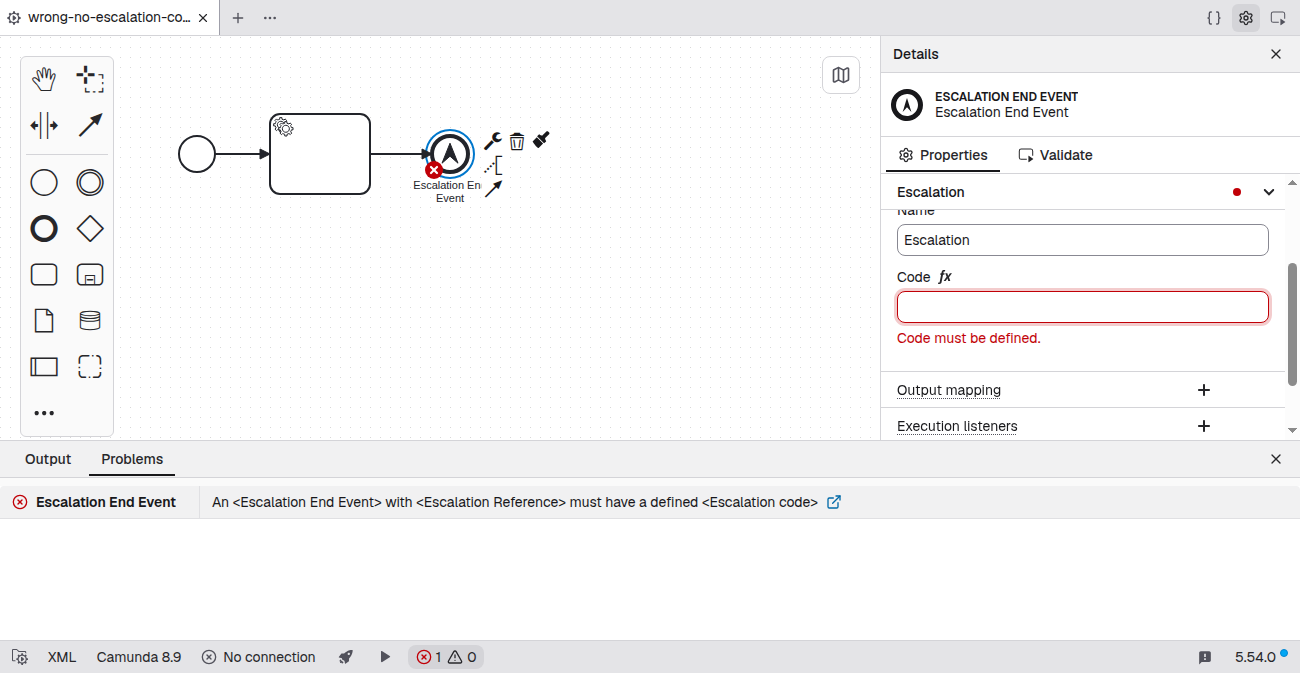 wrong-no-escalation-co...
Details
ESCALATION END EVENT
Escalation End Event
Properties
Validate
Escalation
Name
Escalation
Code fx
Code must be defined.
Output mapping
Execution listeners
Escalation En
Event
Output
Problems
Escalation End Event
An <Escalation End Event> with <Escalation Reference> must have a defined <Escalation code>
XML
Camunda 8.9
No connection
1
0
5.54.0